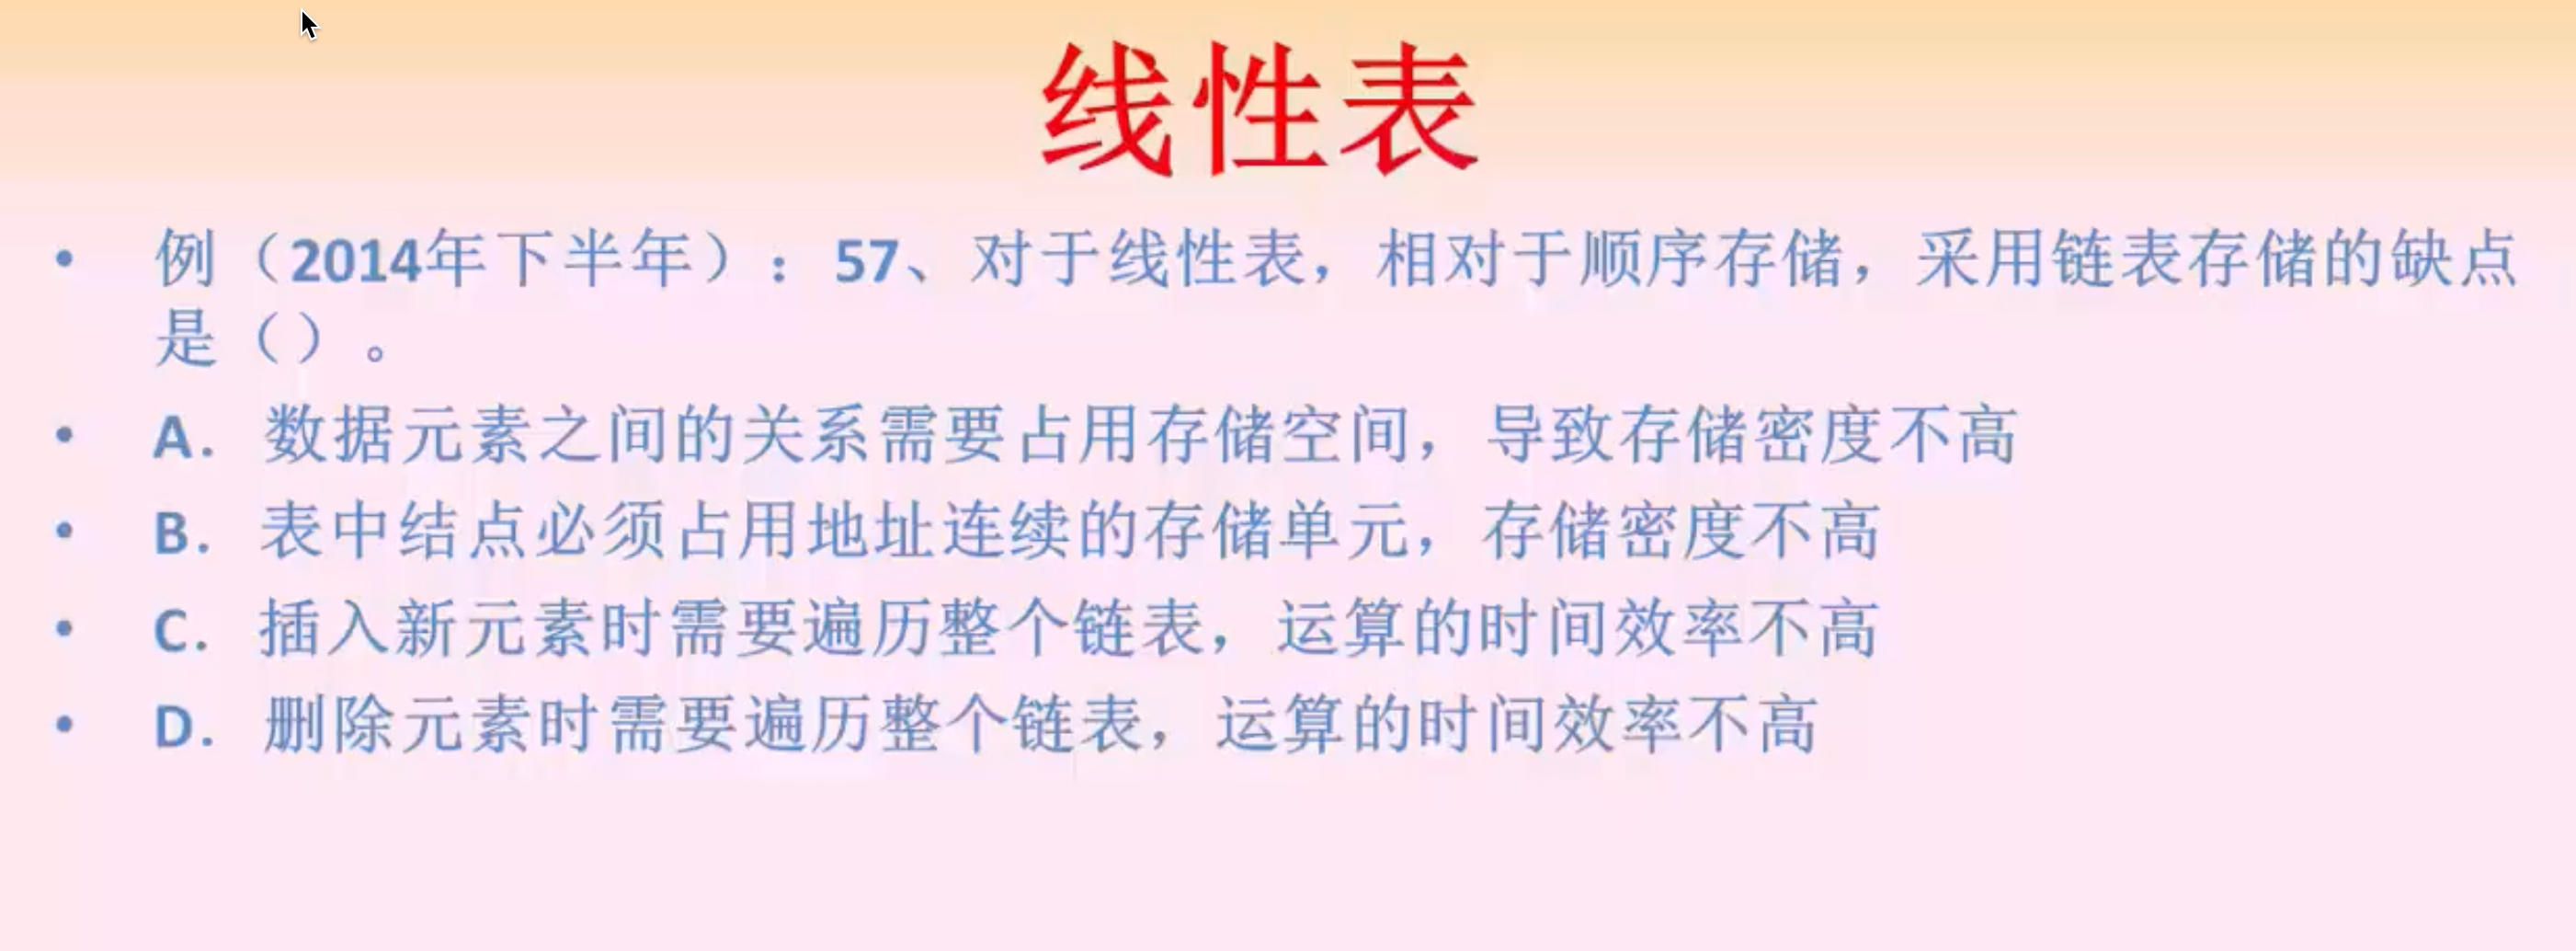 线性表
• 例（2014年下半年）：57、对于线性表，相对于顺序存储，采用链表存储的缺点
是（）。
• A. 数据元素之间的关系需要占用存储空间，导致存储密度不高
• B. 表中结点必须占用地址连续的存储单元，存储密度不高
• C. 插入新元素时需要遍历整个链表，运算的时间效率不高
• D. 删除元素时需要遍历整个链表，运算的时间效率不高